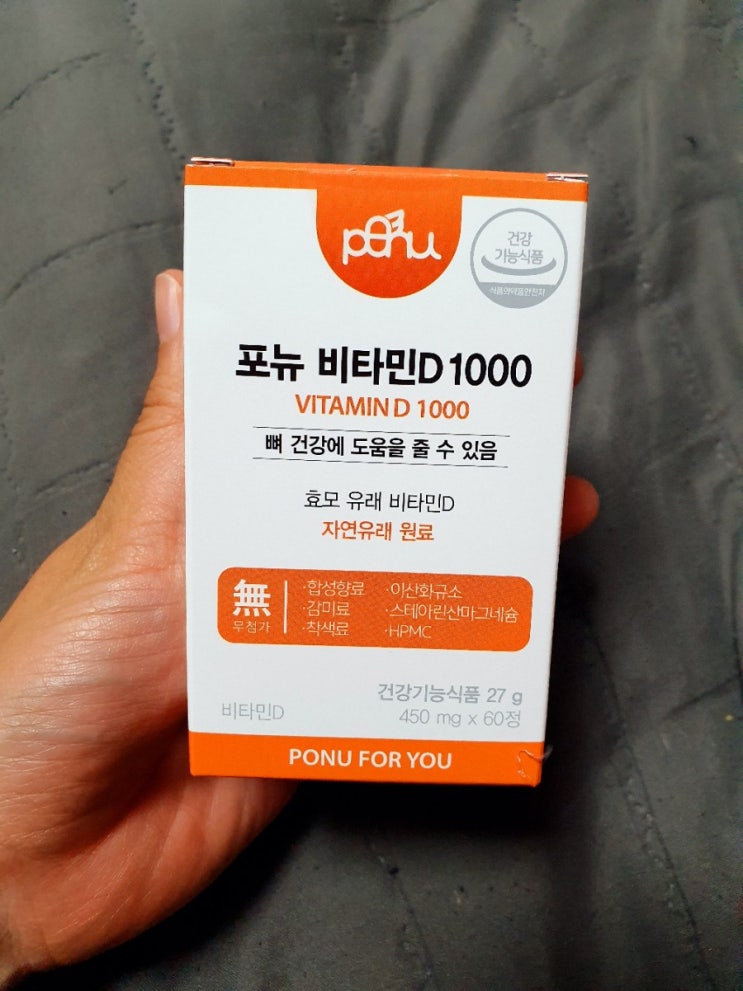 ponu
건강
기능식품
식품의약품안전처
포뉴 비타민D 1000
VITAMIN D 1000
뼈 건강에 도움을 줄 수 있음
효모 유래 비타민D
자연유래 원료
無
무첨가
·합성향료
·감미료
·착색료
·이산화규소
·스테아린산마그네슘
·HPMC
비타민D
건강기능식품 27 g
450 mg x 60정
PONU FOR YOU